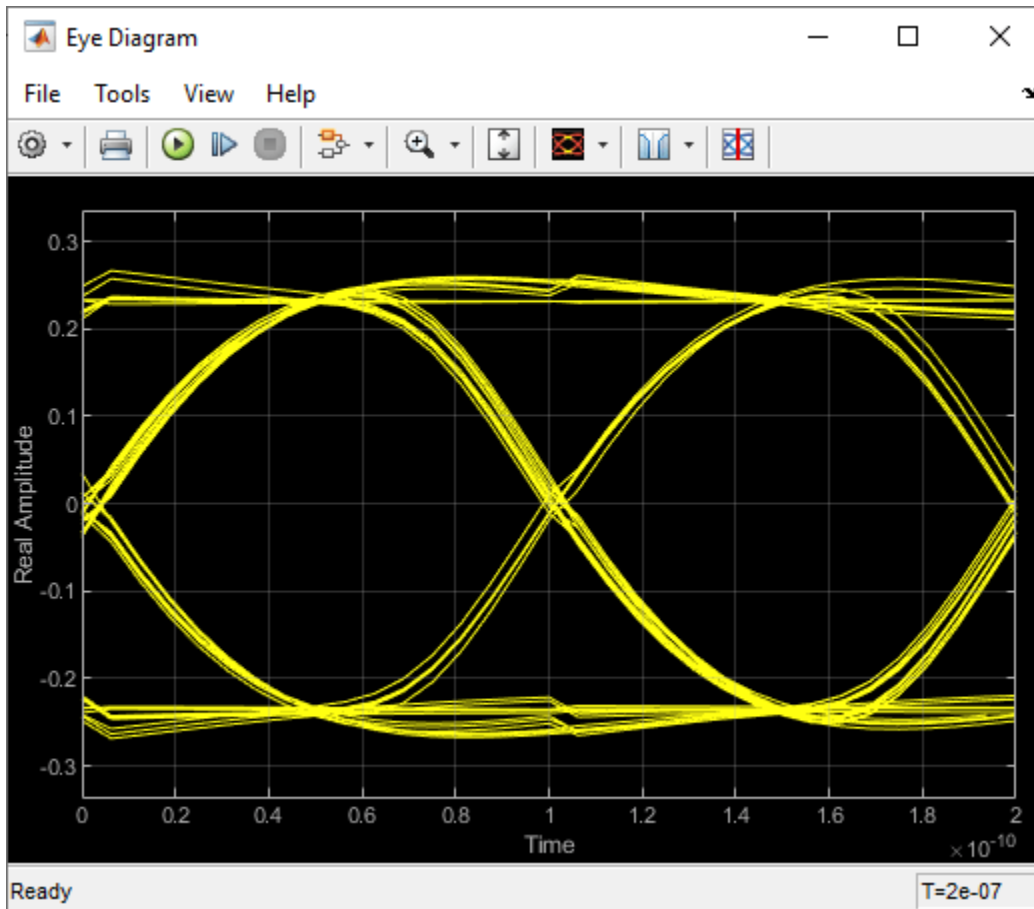 Eye Diagram
File Tools View Help
0.3
0.2
0.1
0
-0.1
-0.2
-0.3
Real Amplitude
0 0.2 0.4 0.6 0.8 1 1.2 1.4 1.6 1.8 2
Time
×10⁻¹⁰
Ready T=2e-07